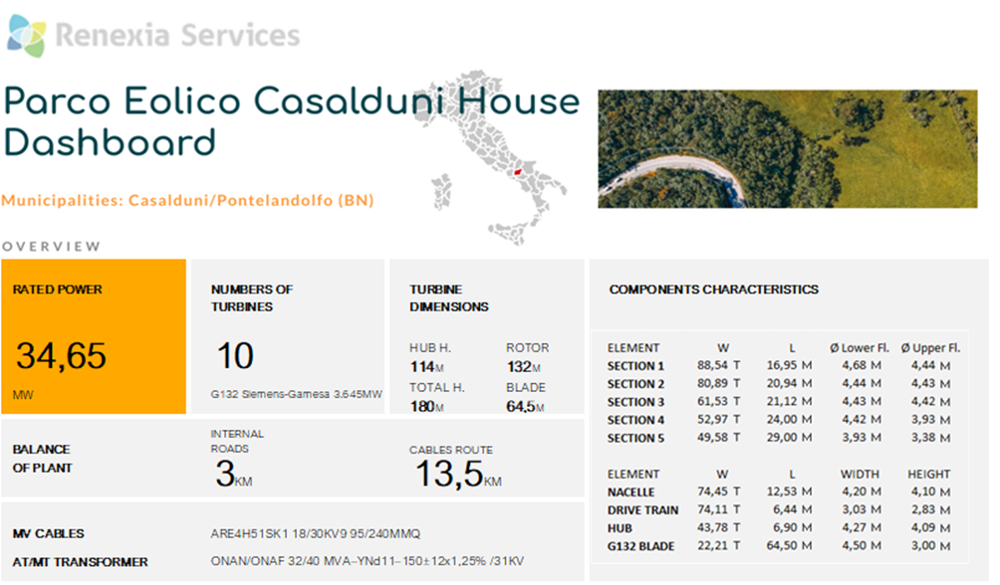 Renexia Services
Parco Eolico Casalduni House
Dashboard
Municipalities: Casalduni/Pontelandolfo (BN)
OVERVIEW
RATED POWER
34,65
MW
NUMBERS OF
TURBINES
10
G132 Siemens-Gamesa 3.645MW
TURBINE
DIMENSIONS
HUB H. ROTOR
114M 132M
TOTAL H. BLADE
180M 64,5M
COMPONENTS CHARACTERISTICS
ELEMENT W L Ø Lower Fl. Ø Upper Fl.
SECTION 1 88,54 T 16,95 M 4,68 M 4,44 M
SECTION 2 80,89 T 20,94 M 4,44 M 4,43 M
SECTION 3 61,53 T 21,12 M 4,43 M 4,42 M
SECTION 4 52,97 T 24,00 M 4,42 M 3,93 M
SECTION 5 49,58 T 29,00 M 3,93 M 3,38 M
ELEMENT W L WIDTH HEIGHT
NACELLE 74,45 T 12,53 M 4,20 M 4,10 M
DRIVE TRAIN 74,11 T 6,44 M 3,03 M 2,83 M
HUB 43,78 T 6,90 M 4,27 M 4,09 M
G132 BLADE 22,21 T 64,50 M 4,50 M 3,00 M
BALANCE
OF PLANT
INTERNAL
ROADS
3KM
CABLES ROUTE
13,5KM
MV CABLES ARE4H51SK1 18/30KV9 95/240MMQ
AT/MT TRANSFORMER ONAN/ONAF 32/40 MVA–YNd11–150±12x1,25% /31KV